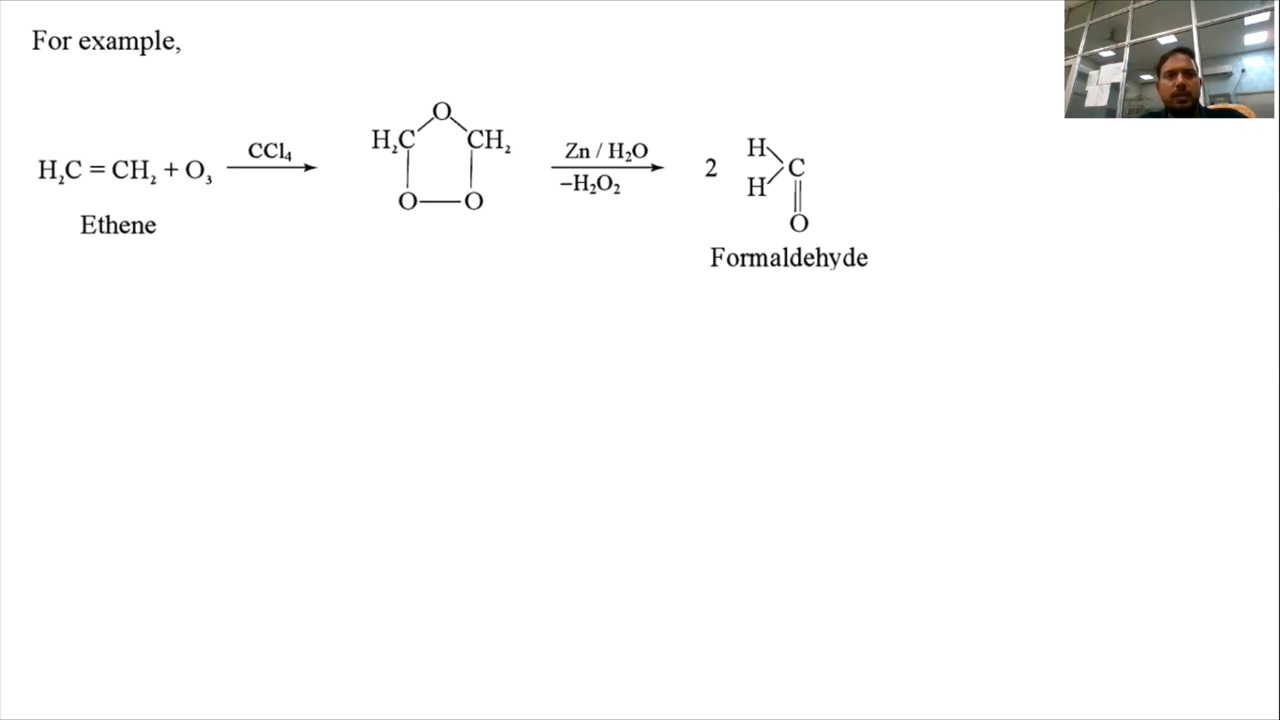 For example,
H₂C = CH₂ + O₃
CCl₄
Ethene
O
H₂C CH₂
O—O
Zn / H₂O
–H₂O₂
2
H
H
C
O
Formaldehyde